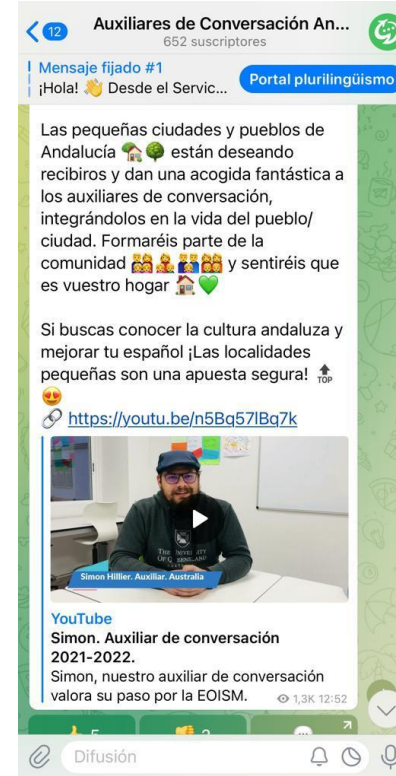 12
Auxiliares de Conversación An...
652 suscriptores
Mensaje fijado #1
¡Hola! 👋 Desde el Servic...
Portal plurilingüismo
Las pequeñas ciudades y pueblos de
Andalucía 🏡🌳 están deseando
recibiros y dan una acogida fantástica a
los auxiliares de conversación,
integrándolos en la vida del pueblo/
ciudad. Formaréis parte de la
comunidad y sentiréis que
es vuestro hogar 🏠💚
Si buscas conocer la cultura andaluza y
mejorar tu español ¡Las localidades
pequeñas son una apuesta segura! 🔝
😍
🔗 https://youtu.be/n5Bq57lBq7k
THE UNIVERSITY
OF QUEENSLAND
Simon Hillier. Auxiliar. Australia
YouTube
Simon. Auxiliar de conversación
2021-2022.
Simon, nuestro auxiliar de conversación
valora su paso por la EOISM.
1,3K 12:52
Difusión